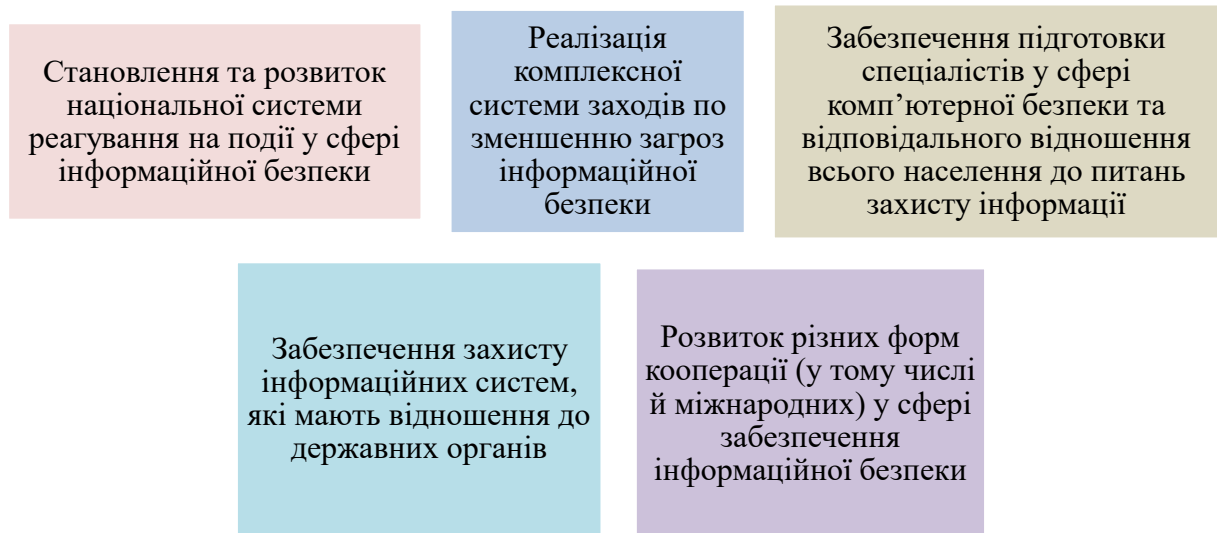 Становлення та розвиток
національної системи
реагування на події у сфері
інформаційної безпеки
Реалізація
комплексної
системи заходів по
зменшенню загроз
інформаційної
безпеки
Забезпечення підготовки
спеціалістів у сфері
комп’ютерної безпеки та
відповідального відношення
всього населення до питань
захисту інформації
Забезпечення захисту
інформаційних систем,
які мають відношення до
державних органів
Розвиток різних форм
кооперації (у тому числі
й міжнародних) у сфері
забезпечення
інформаційної безпеки